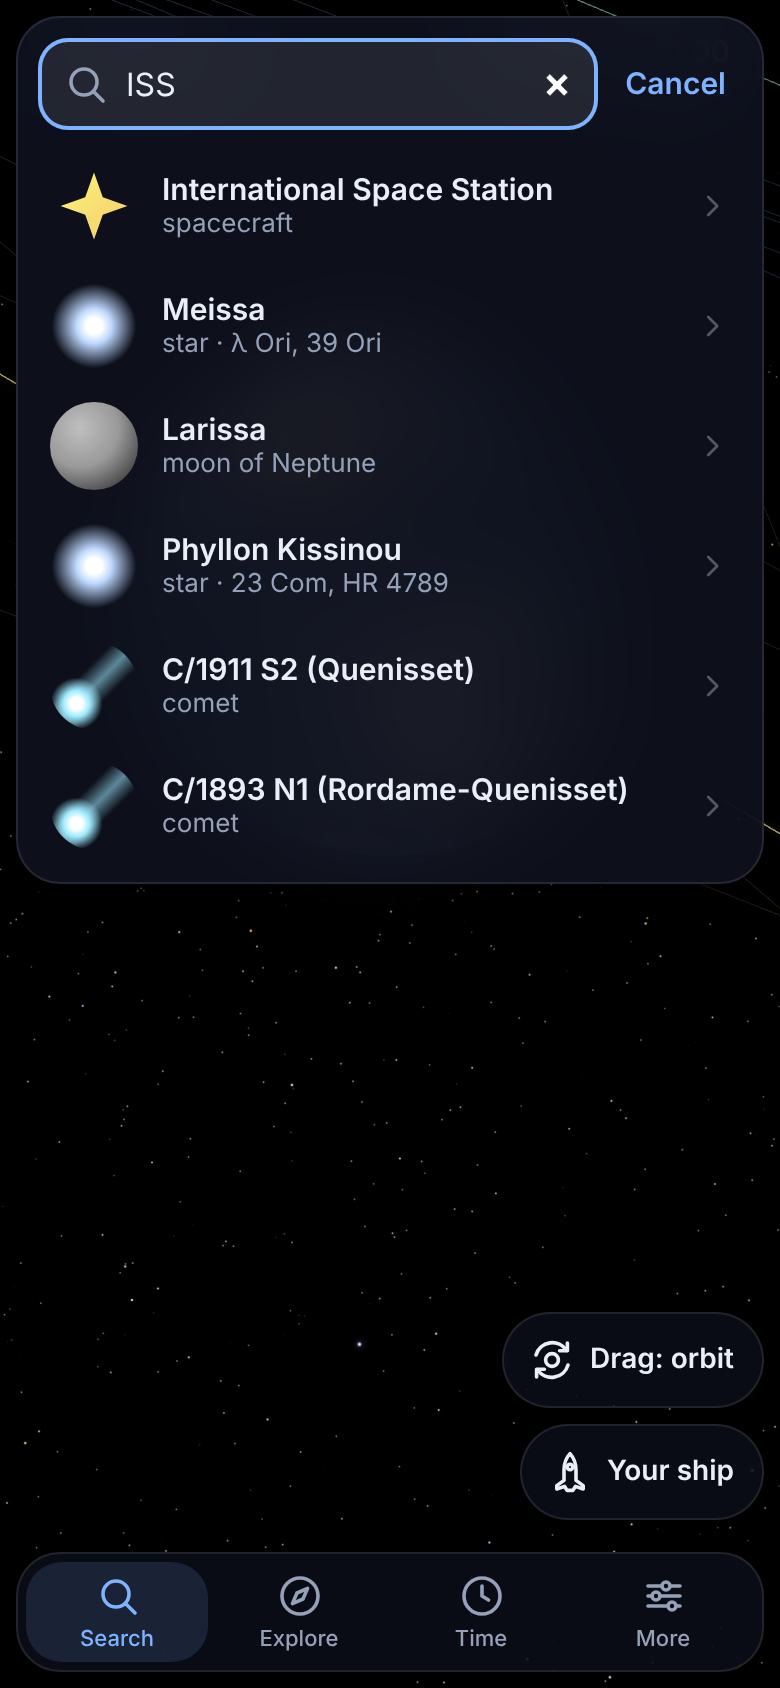 ISS
Cancel
International Space Station
spacecraft
Meissa
star · λ Ori, 39 Ori
Larissa
moon of Neptune
Phyllon Kissinou
star · 23 Com, HR 4789
C/1911 S2 (Quenisset)
comet
C/1893 N1 (Rordame-Quenisset)
comet
Drag: orbit
Your ship
Search
Explore
Time
More